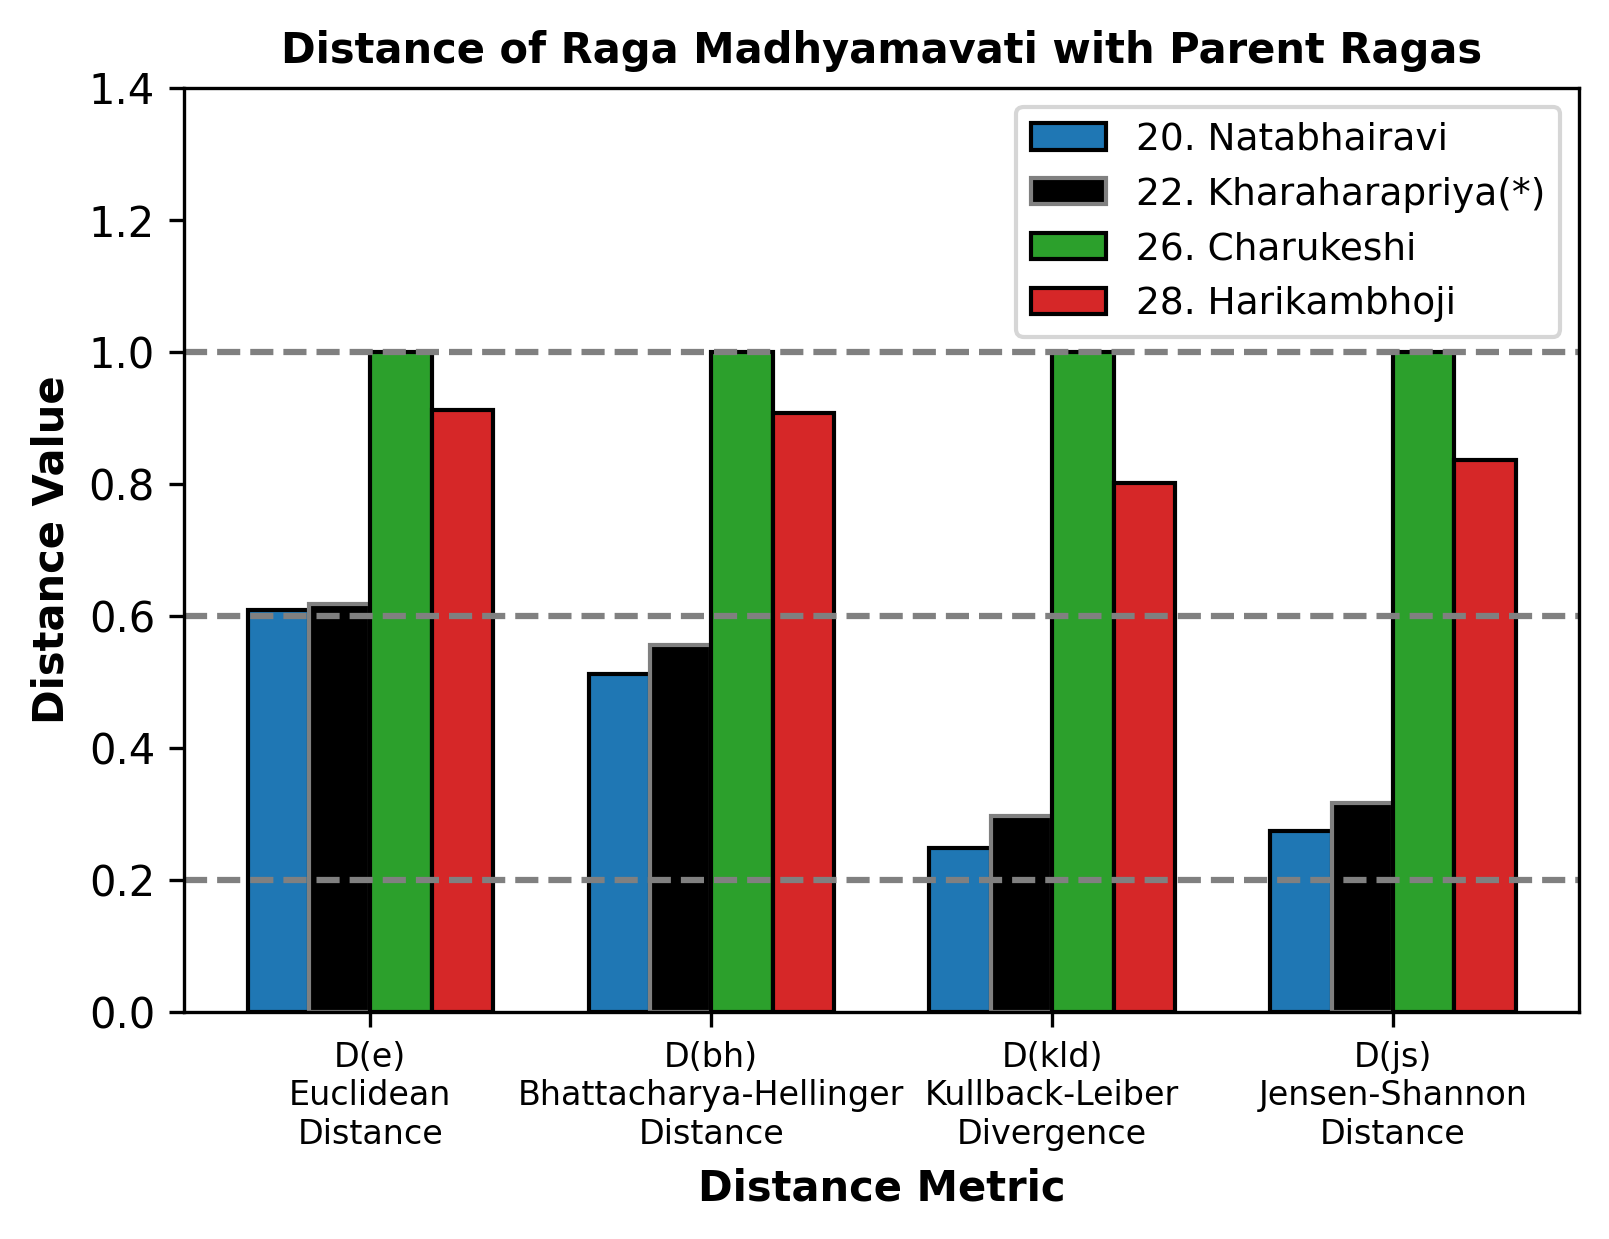 Distance of Raga Madhyamavati with Parent Ragas
1.4
1.2
1.0
0.8
0.6
0.4
0.2
0.0
Distance Value
20. Natabhairavi
22. Kharaharapriya(*)
26. Charukeshi
28. Harikambhoji
D(e)
Euclidean
Distance
D(bh)
Bhattacharya-Hellinger
Distance
D(kld)
Kullback-Leiber
Divergence
D(js)
Jensen-Shannon
Distance
Distance Metric